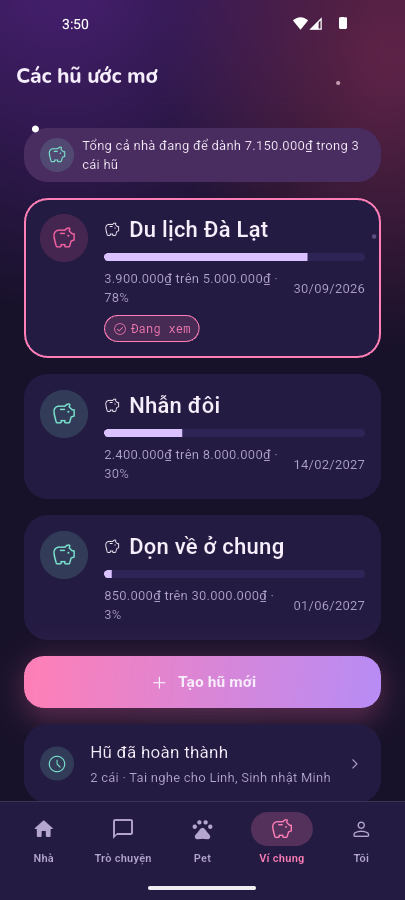 3:50
Các hũ ước mơ
Tổng cả nhà đang để dành 7.150.000₫ trong 3
cái hũ
Du lịch Đà Lạt
3.900.000₫ trên 5.000.000₫ ·
78%
30/09/2026
Đang xem
Nhẫn đôi
2.400.000₫ trên 8.000.000₫ ·
30%
14/02/2027
Dọn về ở chung
850.000₫ trên 30.000.000₫ ·
3%
01/06/2027
Tạo hũ mới
Hũ đã hoàn thành
2 cái · Tai nghe cho Linh, Sinh nhật Minh
Nhà
Trò chuyện
Pet
Ví chung
Tôi